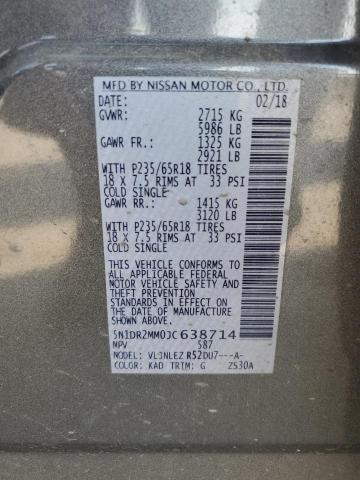 MFD BY NISSAN MOTOR CO., LTD.
DATE: 02/18
GVWR: 2715 KG
5986 LB
GAWR FR.: 1325 KG
2921 LB
WITH P235/65R18 TIRES
18 X 7.5 RIMS AT 33 PSI
COLD SINGLE
GAWR RR.: 1415 KG
3120 LB
WITH P235/65R18 TIRES
18 X 7.5 RIMS AT 33 PSI
COLD SINGLE
THIS VEHICLE CONFORMS TO
ALL APPLICABLE FEDERAL
MOTOR VEHICLE SAFETY AND
THEFT PREVENTION
STANDARDS IN EFFECT ON
THE DATE OF MANUFACTURE
SHOWN ABOVE.
5N1DR2MM0JC638714
MPV 587
MODEL: VL3NLEZ R52DU7---A-
COLOR: KAD TRIM: G ZS30A